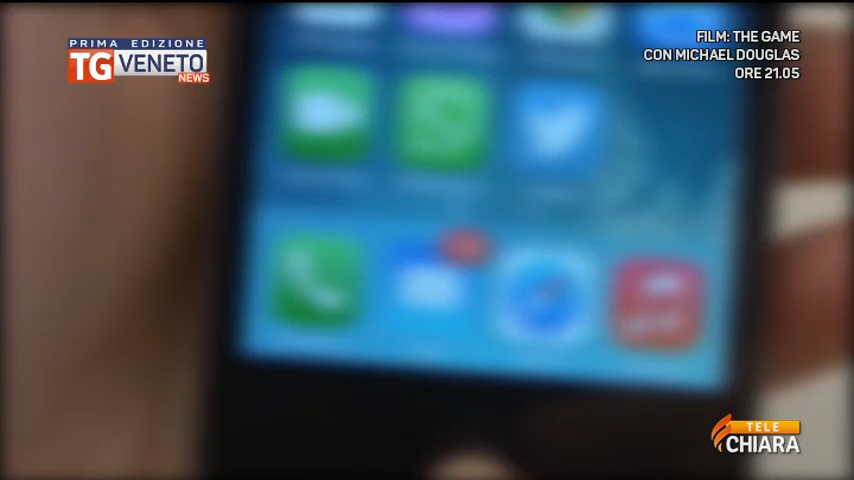 PRIMA EDIZIONE
TG VENETO
NEWS
FILM: THE GAME
CON MICHAEL DOUGLAS
ORE 21.05
TELE
CHIARA